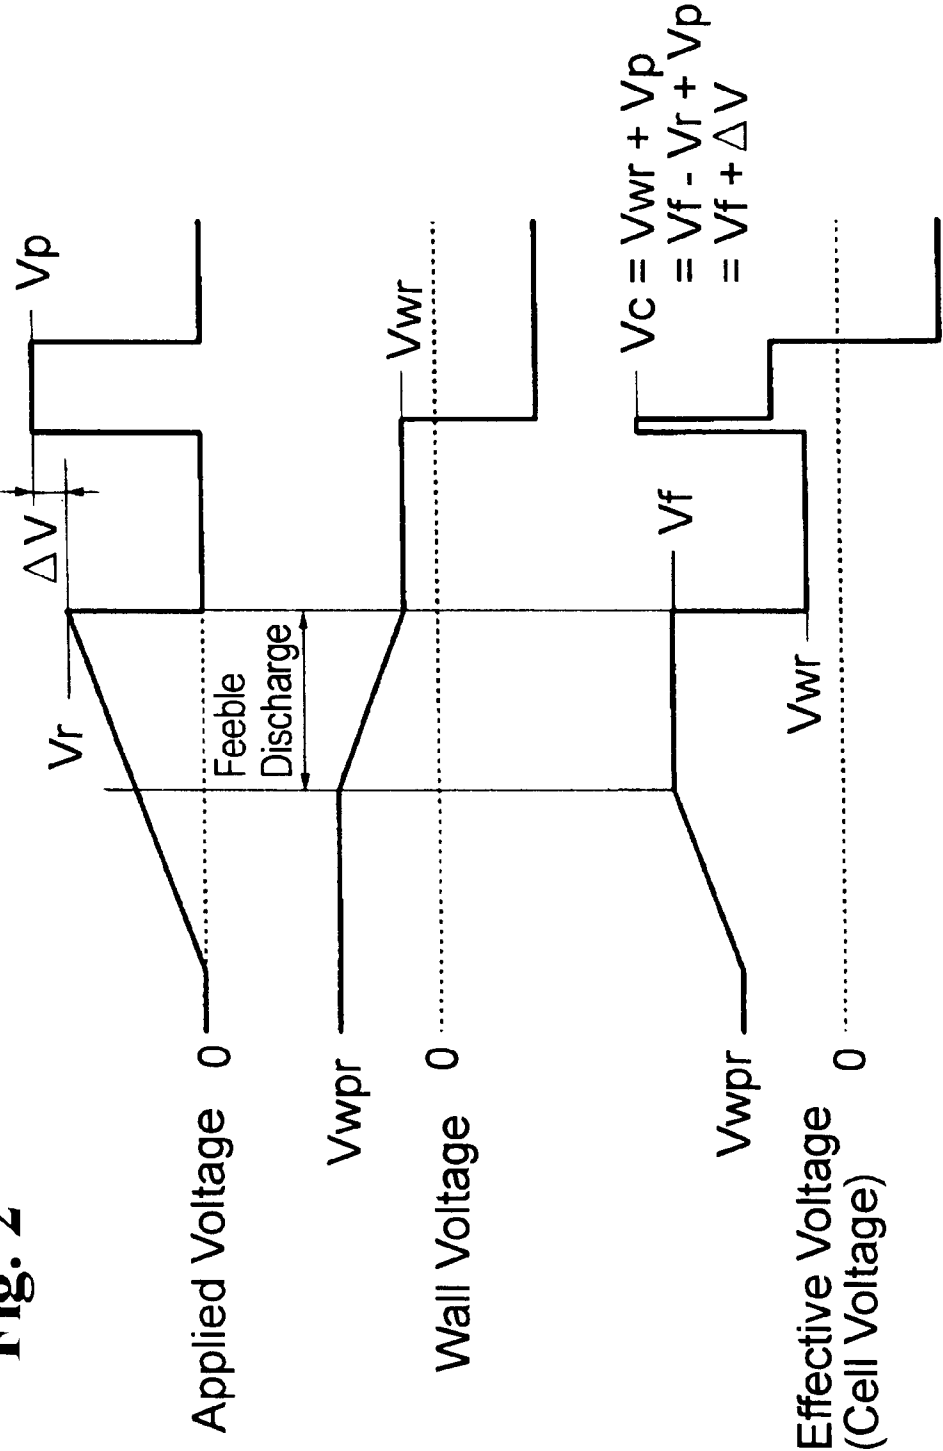 Fig. 2
Applied Voltage 0
Vr
ΔV
Vp
Feeble
Discharge
Vwpr
Wall Voltage 0
Vwr
Vwpr
Effective Voltage 0
(Cell Voltage)
Vf
Vwr
Vc = Vwr + Vp
= Vf - Vr + Vp
= Vf + ΔV